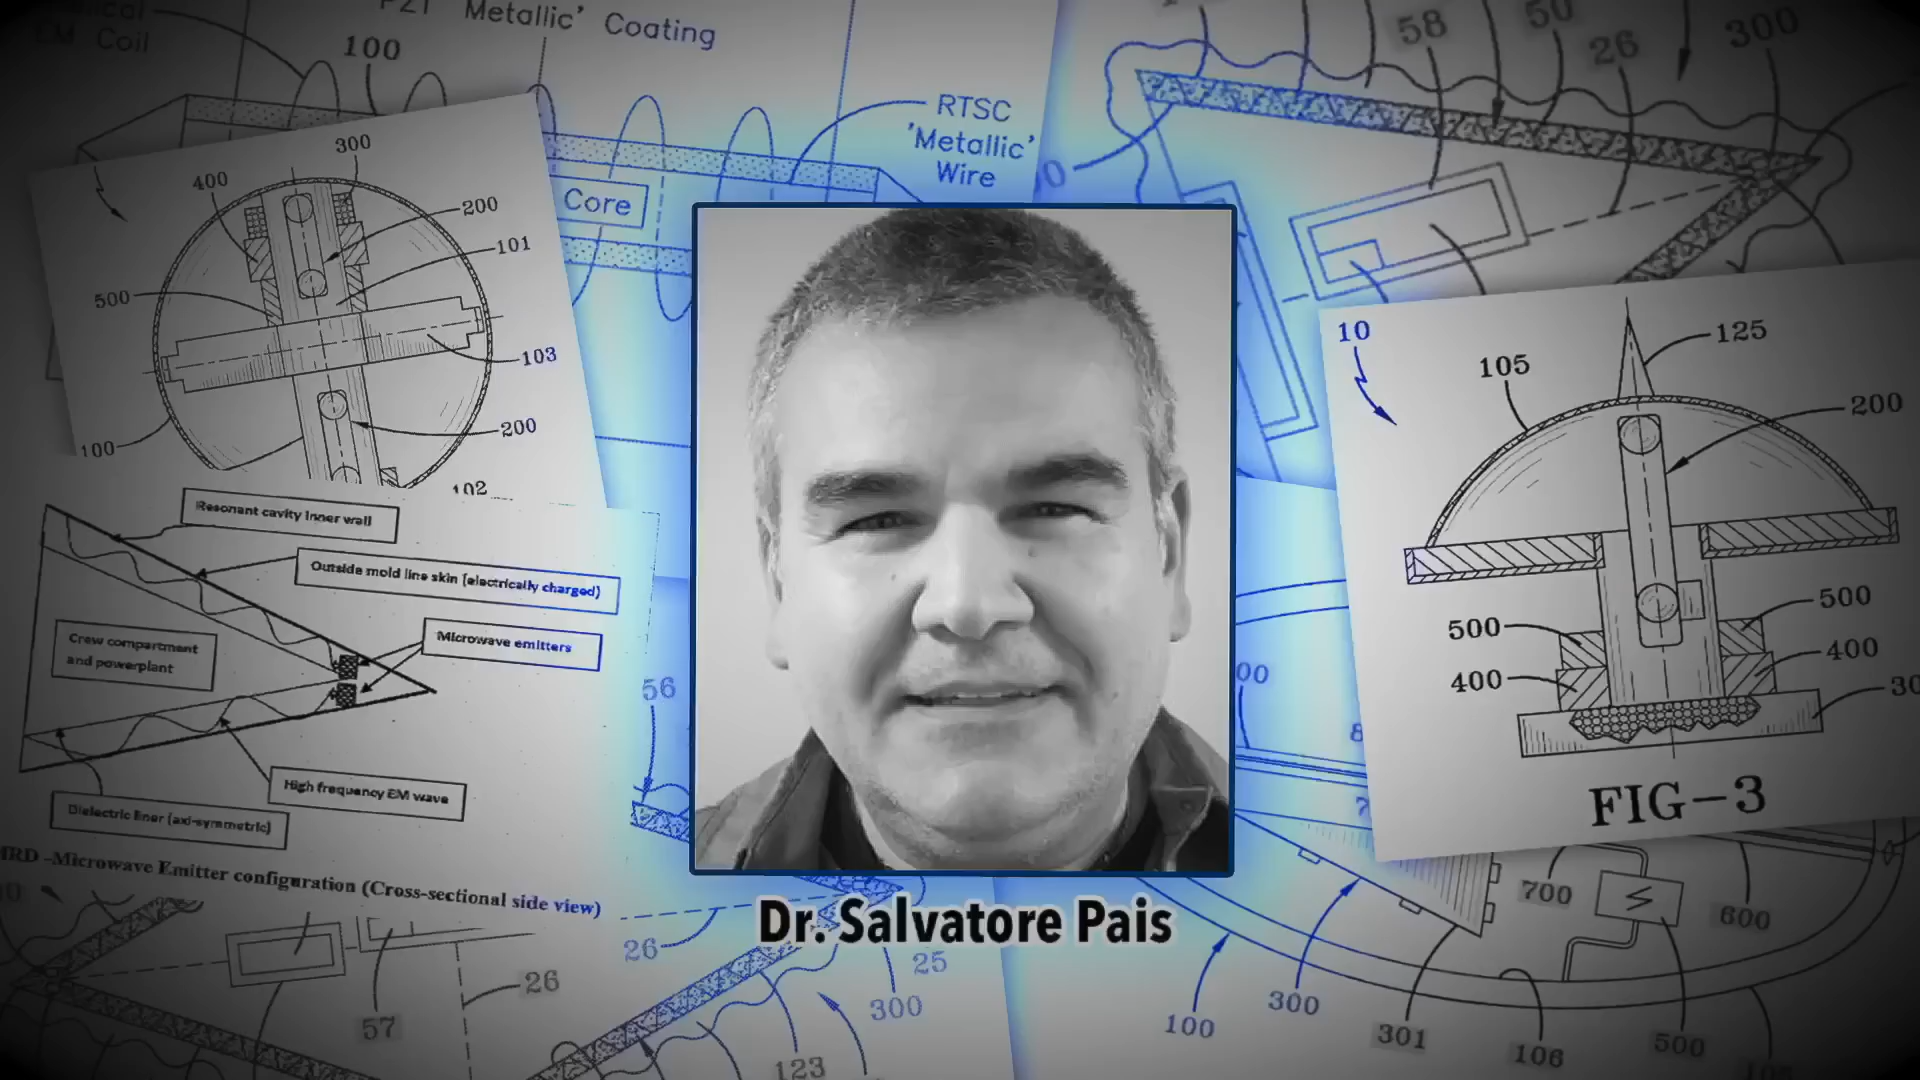 EM Coil
100
PZT 'Metallic' Coating
RTSC
'Metallic'
Wire
Core
58
50
26
300
300
400
200
101
500
103
200
100
102
Resonant cavity inner wall
Outside mold line skin (electrically charged)
Microwave emitters
Crew compartment
and powerplant
High frequency EM wave
Dielectric liner (axi-symmetric)
-Microwave Emitter configuration (Cross-sectional side view)
10
125
105
200
500
500
400
400
FIG-3
56
Dr. Salvatore Pais
26
25
300
26
57
123
100
300
301
106
500
700
600